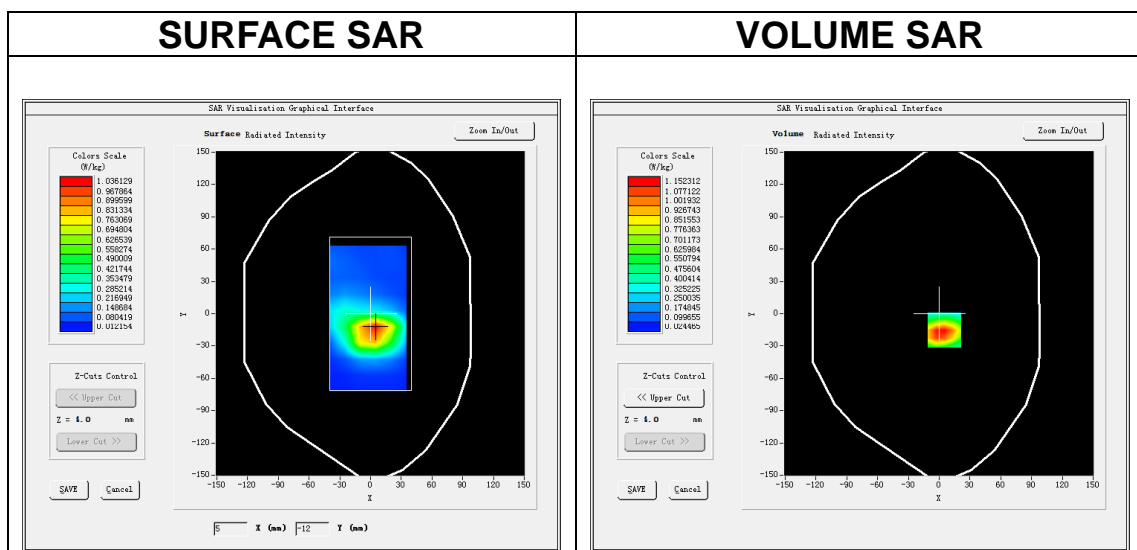 SURFACE SAR
VOLUME SAR
SAR Visualisation Graphical Interface
Surface Radiated Intensity
Zoom In/Out
Colors Scale
(W/kg)
1.036129
0.967864
0.899599
0.831334
0.763069
0.694804
0.626539
0.558274
0.490009
0.421744
0.353479
0.285214
0.216949
0.148684
0.080419
0.012154
Z-Cuts Control
<< Upper Cut
Z = 4.0 mm
Lower Cut >>
SAVE Cancel
150
120
90
60
30
0
-30
-60
-90
-120
-150
Y
-150 -120 -90 -60 -30 0 30 60 90 120 150
X
5 X (mm) -12 Y (mm)
SAR Visualisation Graphical Interface
Volume Radiated Intensity
Zoom In/Out
Colors Scale
(W/kg)
1.152312
1.077122
1.001932
0.926743
0.851553
0.776363
0.701173
0.625984
0.550794
0.475604
0.400414
0.325225
0.250035
0.174845
0.099655
0.024465
Z-Cuts Control
<< Upper Cut
Z = 4.0 mm
Lower Cut >>
SAVE Cancel
150
120
90
60
30
0
-30
-60
-90
-120
-150
Y
-150 -120 -90 -60 -30 0 30 60 90 120 150
X